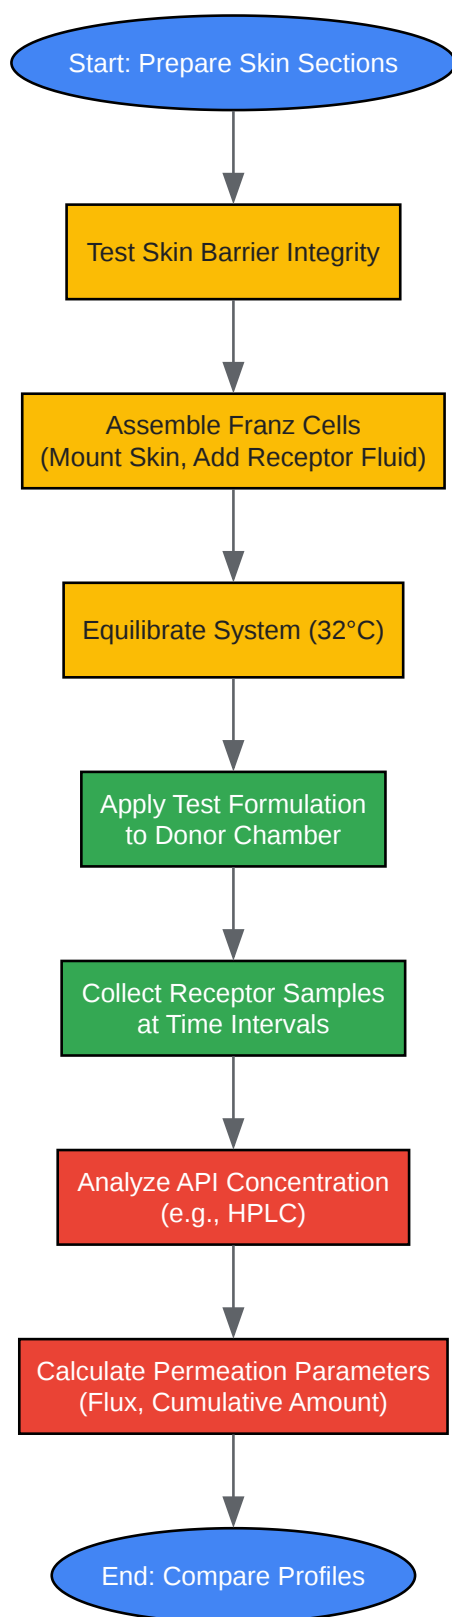 Start: Prepare Skin Sections
Test Skin Barrier Integrity
Assemble Franz Cells
(Mount Skin, Add Receptor Fluid)
Equilibrate System (32°C)
Apply Test Formulation
to Donor Chamber
Collect Receptor Samples
at Time Intervals
Analyze API Concentration
(e.g., HPLC)
Calculate Permeation Parameters
(Flux, Cumulative Amount)
End: Compare Profiles